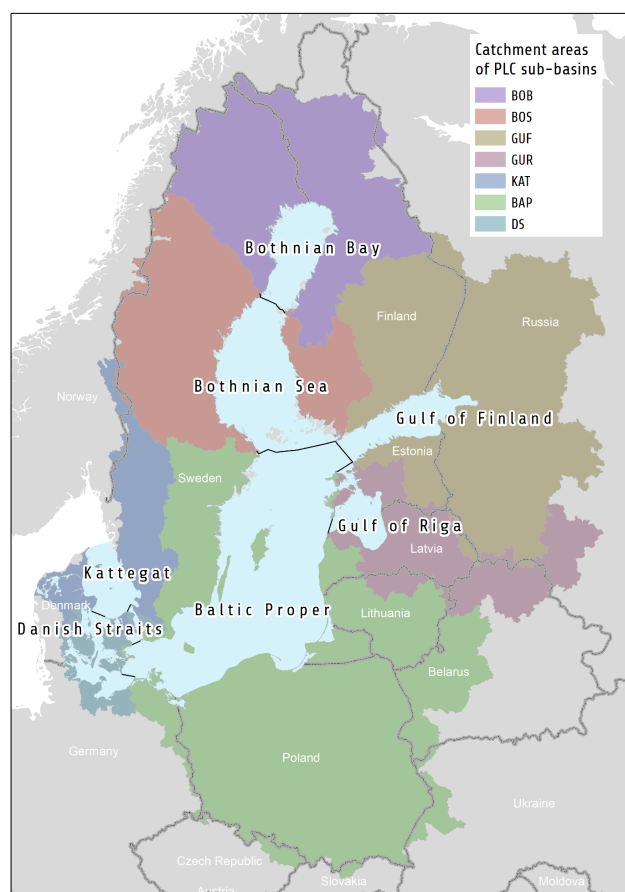 Catchment areas
of PLC sub-basins
BOB
BOS
GUF
GUR
KAT
BAP
DS
Bothnian Bay
Finland
Russia
Bothnian Sea
Norway
Gulf of Finland
Estonia
Sweden
Gulf of Riga
Latvia
Kattegat
Denmark
Baltic Proper
Lithuania
Danish Straits
Belarus
Germany
Poland
Ukraine
Czech Republic
Slovakia
Moldova
Austria